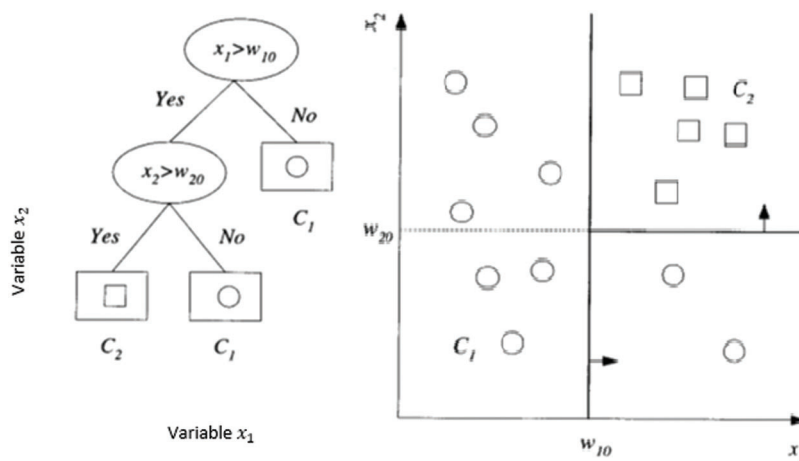 x₁>w₁₀
Yes
No
x₂>w₂₀
C₁
Yes
No
C₂
C₁
Variable x₂
Variable x₁
x₂
C₂
w₂₀
C₁
w₁₀
x